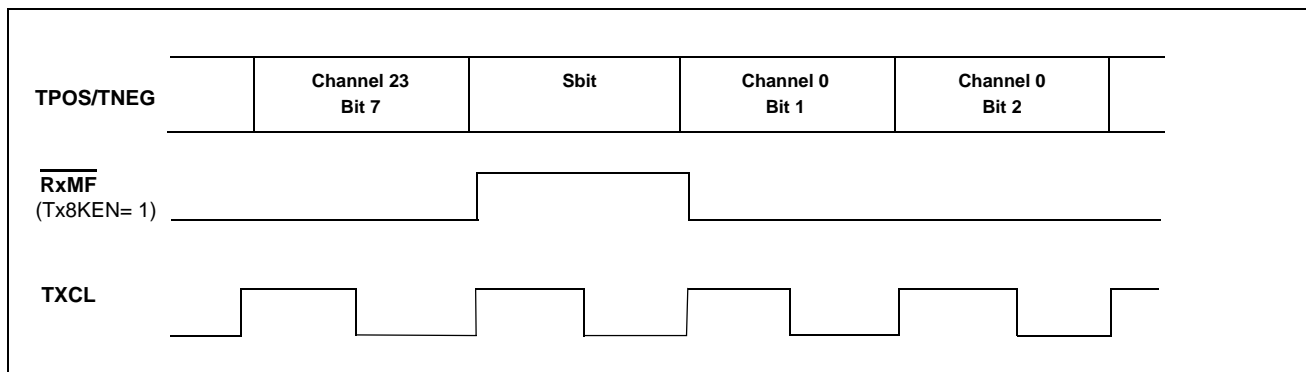 TPOS/TNEG
Channel 23
Bit 7
Sbit
Channel 0
Bit 1
Channel 0
Bit 2
RxMF
(Tx8KEN= 1)
TXCL